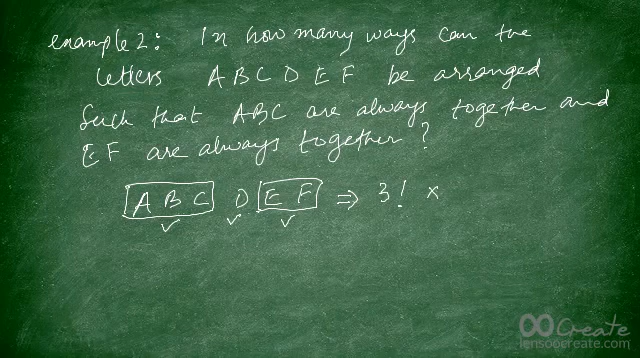 example 2: In how many ways can the
letters A B C D E F be arranged
Such that ABC are always together and
EF are always together?
A B C D E F ⇒ 3! ×
Create
lensoocreate.com